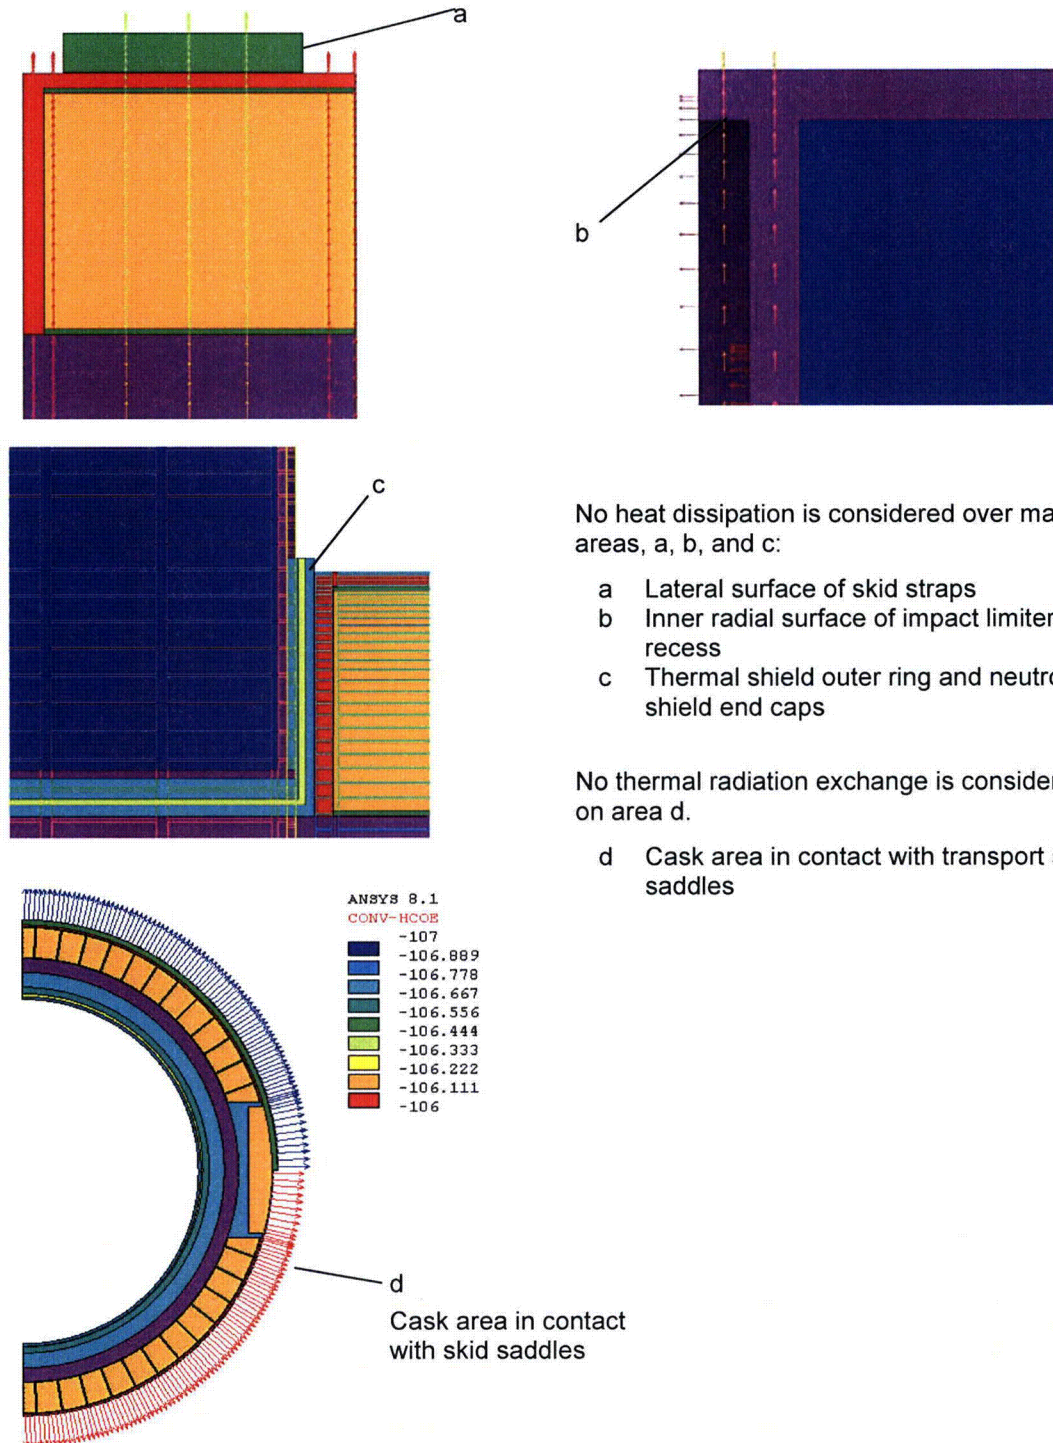 a
b
c
No heat dissipation is considered over
areas, a, b, and c:
a Lateral surface of skid straps
b Inner radial surface of impact limiter
recess
c Thermal shield outer ring and
shield end caps
No thermal radiation exchange is
on area d.
d Cask area in contact with transport
saddles
ANSYS 8.1
CONV-HCOE
-107
-106.889
-106.778
-106.667
-106.556
-106.444
-106.333
-106.222
-106.111
-106
d
Cask area in contact
with skid saddles